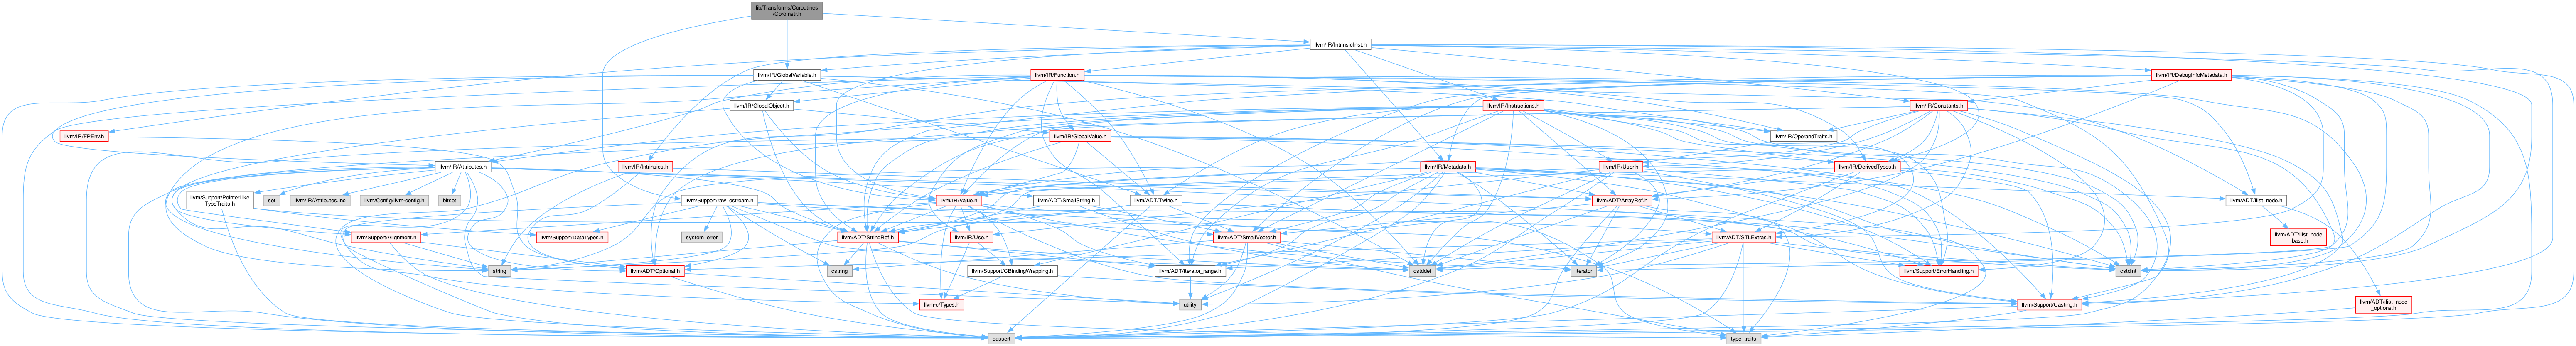 lib/Transforms/Coroutines
/CoroInstr.h
llvm/IR/IntrinsicInst.h
llvm/IR/GlobalVariable.h
llvm/IR/Function.h
llvm/IR/DebugInfoMetadata.h
llvm/IR/GlobalObject.h
llvm/IR/Instructions.h
llvm/IR/Constants.h
llvm/IR/FPEnv.h
llvm/IR/GlobalValue.h
llvm/IR/OperandTraits.h
llvm/IR/Attributes.h
llvm/IR/Intrinsics.h
llvm/IR/Metadata.h
llvm/IR/User.h
llvm/IR/DerivedTypes.h
llvm/Support/PointerLike
TypeTraits.h
set
llvm/IR/Attributes.inc
llvm/Config/llvm-config.h
bitset
llvm/Support/raw_ostream.h
llvm/ADT/SmallString.h
llvm/IR/Value.h
llvm/ADT/Twine.h
llvm/ADT/ArrayRef.h
llvm/ADT/ilist_node.h
llvm/Support/Alignment.h
llvm/Support/DataTypes.h
system_error
llvm/ADT/StringRef.h
llvm/IR/Use.h
llvm/ADT/SmallVector.h
llvm/ADT/STLExtras.h
llvm/ADT/ilist_node
_base.h
string
llvm/ADT/Optional.h
cstring
llvm/Support/CBindingWrapping.h
llvm/ADT/iterator_range.h
cstddef
iterator
llvm/Support/ErrorHandling.h
cstdint
llvm-c/Types.h
utility
llvm/Support/Casting.h
llvm/ADT/ilist_node
_options.h
cassert
type_traits